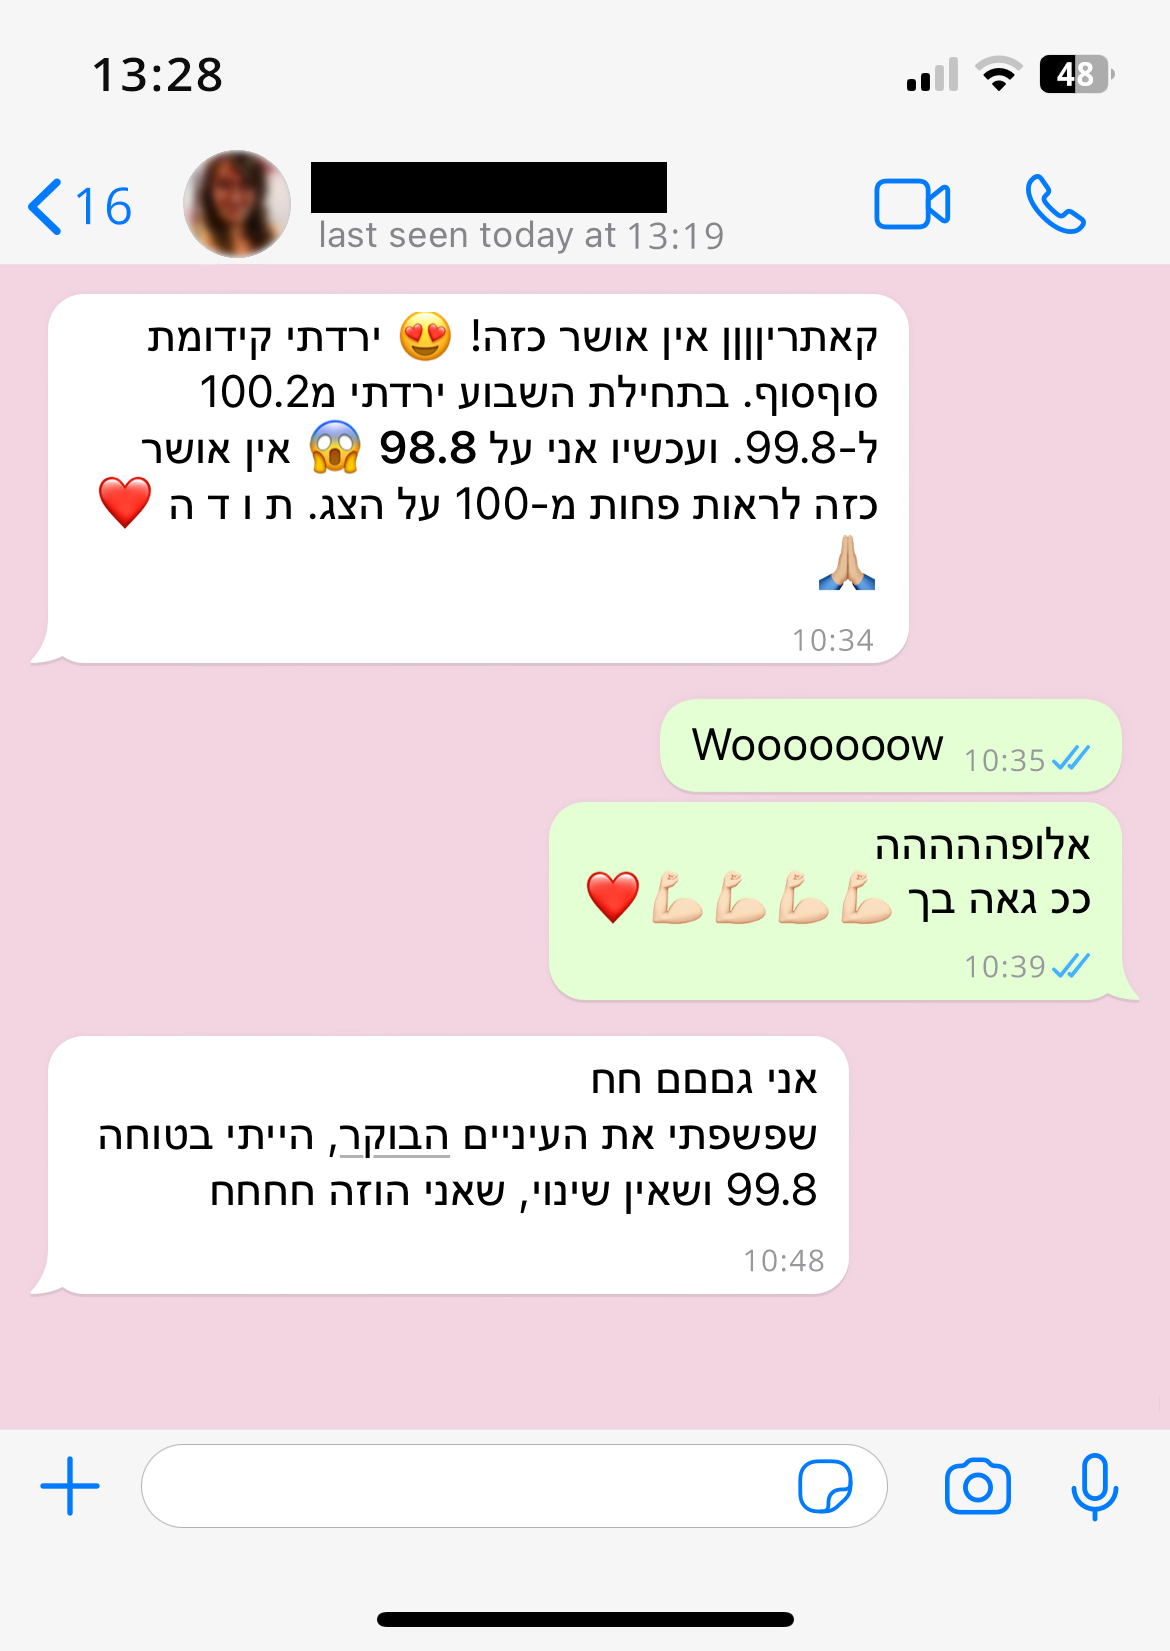 13:28
48
16
last seen today at 13:19
קאתריןןןן אין אושר כזה! 😍 ירדתי קידומת
סוףסוף. בתחילת השבוע ירדתי מ100.2
ל-99.8. ועכשיו אני על 98.8 😱 אין אושר
כזה לראות פחות מ-100 על הצג. ת ו ד ה ❤️
🙏🏼
10:34
Wooooooow 10:35
אלופהההההה
ככ גאה בך 💪🏻💪🏻💪🏻💪🏻❤️
10:39
אני גםםם חח
שפשפתי את העיניים הבוקר, הייתי בטוחה
99.8 ושאין שינוי, שאני הוזה חחחח
10:48